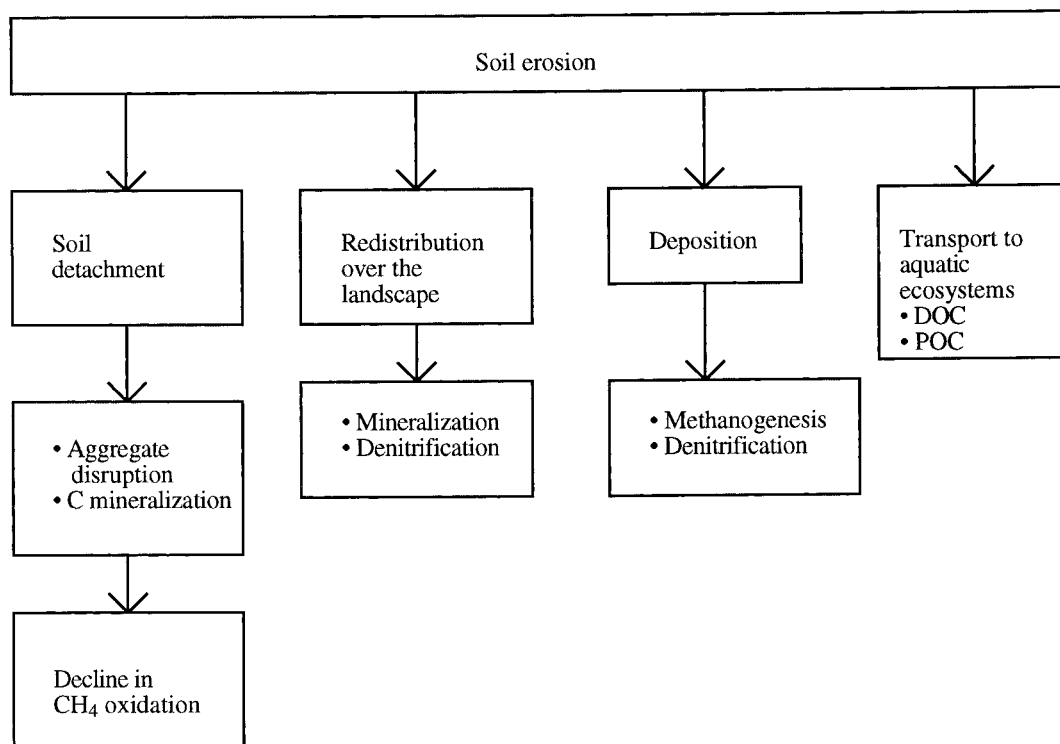 Soil erosion
Soil
detachment
Redistribution
over the
landscape
Deposition
Transport to
aquatic
ecosystems
• DOC
• POC
• Aggregate
disruption
• C mineralization
• Mineralization
• Denitrification
• Methanogenesis
• Denitrification
Decline in
CH₄ oxidation